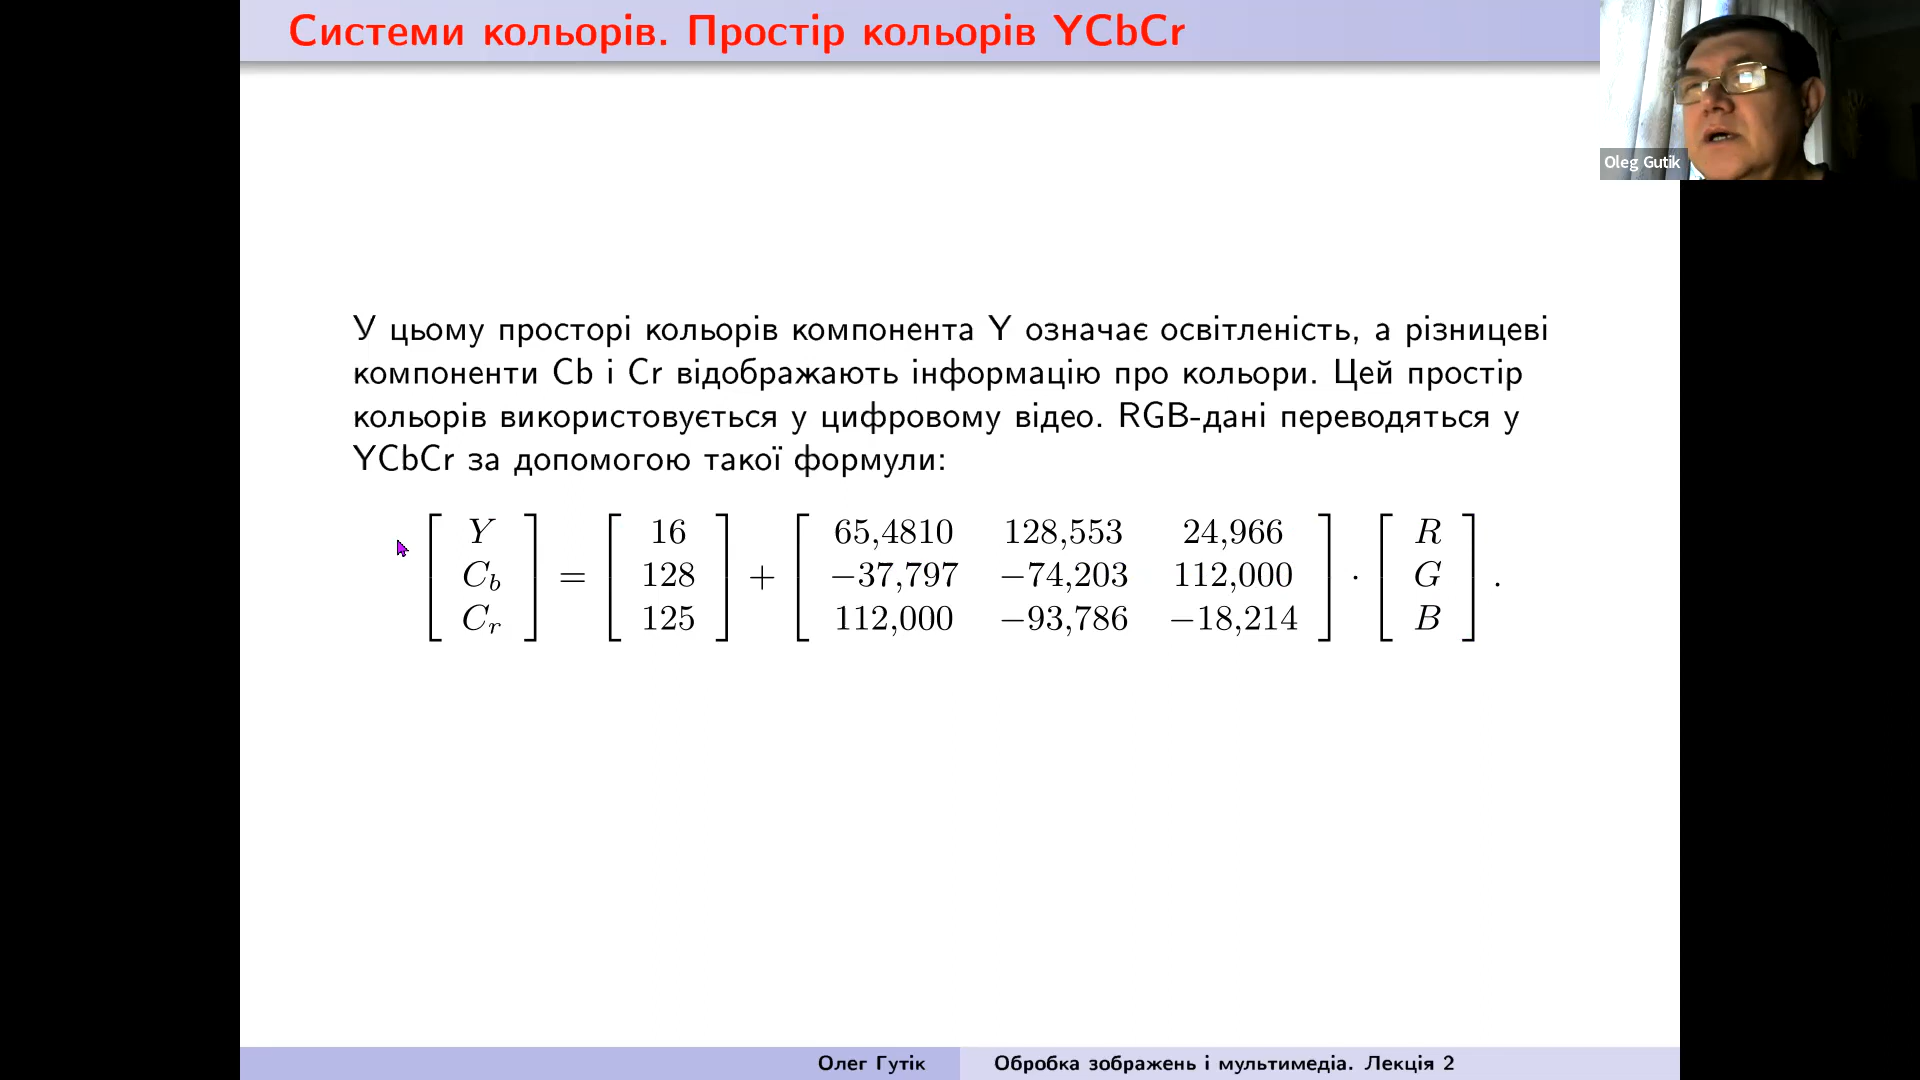 Системи кольорів. Простір кольорів YCbCr
Oleg Gutik
У цьому просторі кольорів компонента Y означає освітленість, а різницеві
компоненти Cb і Cr відображають інформацію про кольори. Цей простір
кольорів використовується у цифровому відео. RGB-дані переводяться у
YCbCr за допомогою такої формули:
[Y C_b C_r] = [16 128 125] + [65,4810 128,553 24,966 −37,797 −74,203 112,000 112,000 −93,786 −18,214] · [R G B].
Олег Гутік
Обробка зображень і мультимедіа. Лекція 2